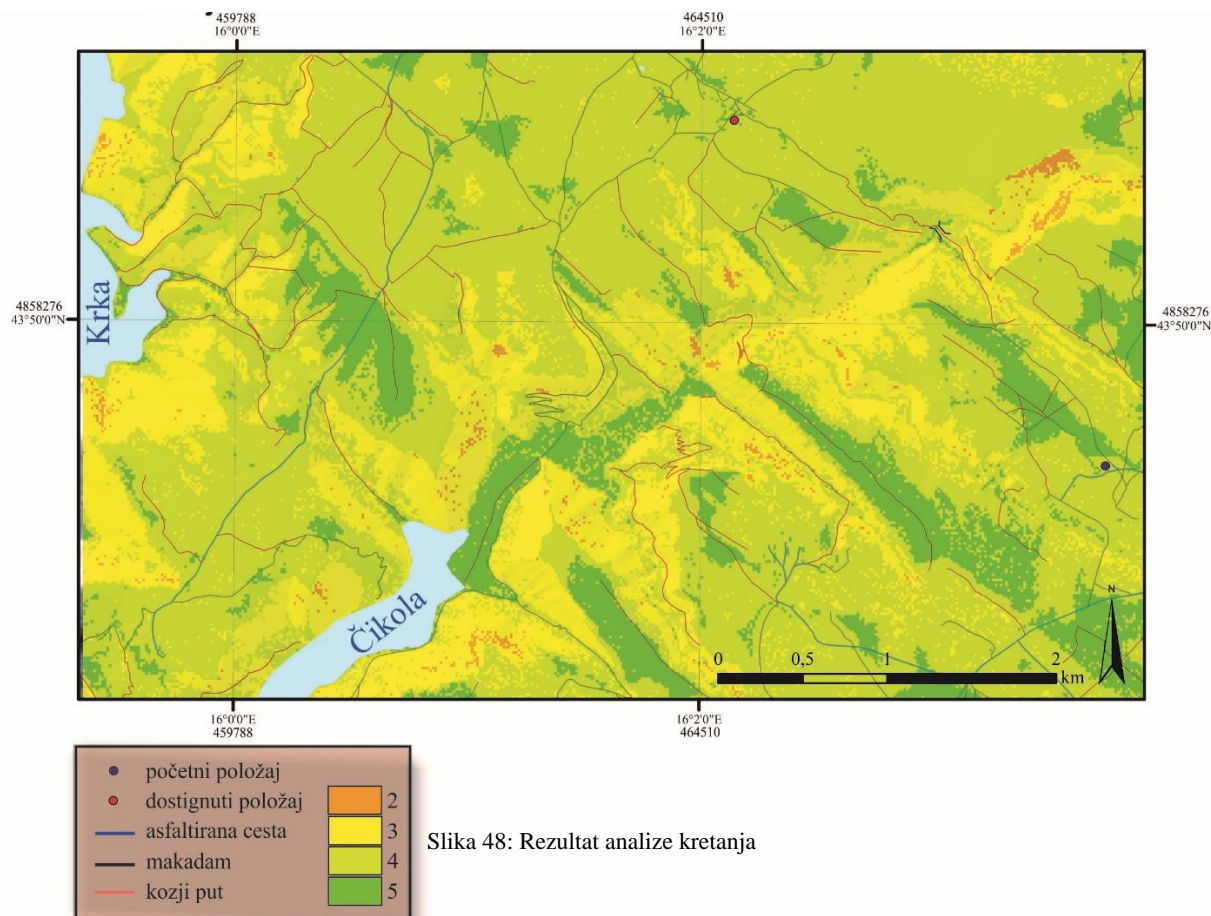 459788
16°0'0"E
464510
16°2'0"E
4858276
43°50'0"N
4858276
43°50'0"N
Krka
Čikola
N
0 0,5 1 2
km
16°0'0"E
459788
16°2'0"E
464510
početni položaj
dostignuti položaj
asfaltirana cesta
makadam
kozji put
2
3
4
5
Slika 48: Rezultat analize kretanja